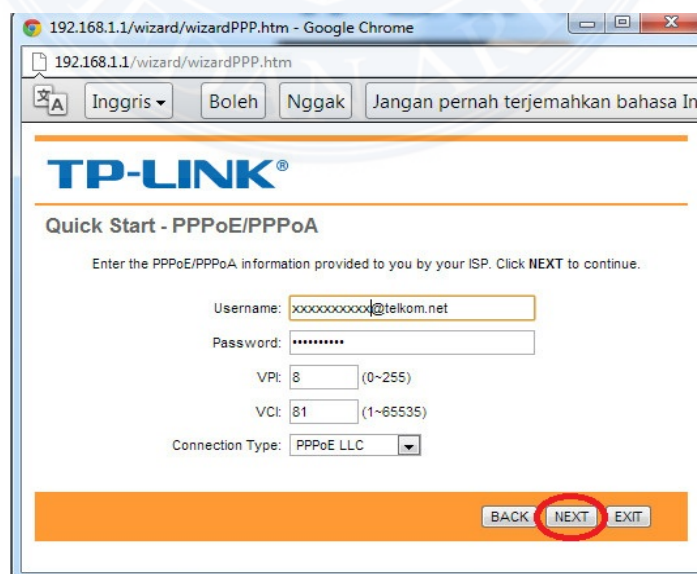 192.168.1.1/wizard/wizardPPP.htm - Google Chrome
192.168.1.1/wizard/wizardPPP.htm
Inggris Boleh Nggak Jangan pernah terjemahkan bahasa In
TP-LINK®
Quick Start - PPPoE/PPPoA
Enter the PPPoE/PPPoA information provided to you by your ISP. Click NEXT to continue.
Username: xxxxxxxxxx@telkom.net
Password: ••••••••••
VPI: 8 (0~255)
VCI: 81 (1~65535)
Connection Type: PPPoE LLC
BACK NEXT EXIT